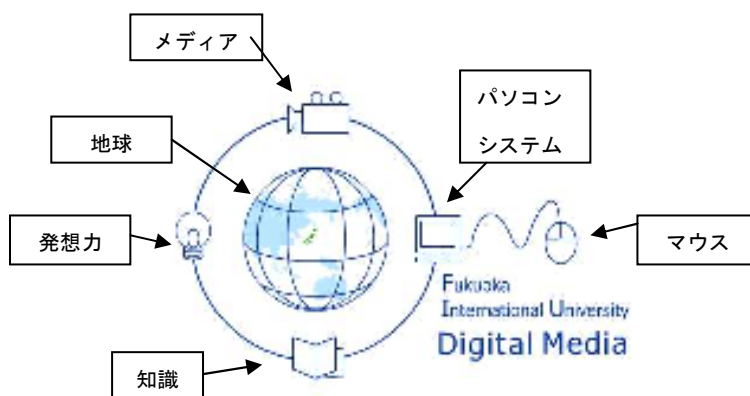 メディア
パソコン
システム
地球
発想力
マウス
Fukuoka
International University
Digital Media
知識